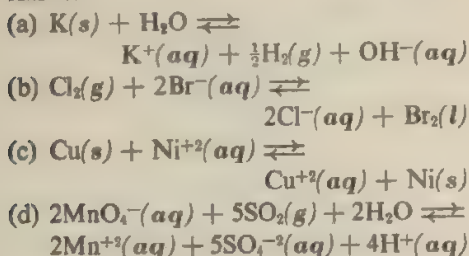 (a) K(s) + H₂O ⇌
K⁺(aq) + ½H₂(g) + OH⁻(aq)
(b) Cl₂(g) + 2Br⁻(aq) ⇌
2Cl⁻(aq) + Br₂(l)
(c) Cu(s) + Ni⁺²(aq) ⇌
Cu⁺²(aq) + Ni(s)
(d) 2MnO₄⁻(aq) + 5SO₂(g) + 2H₂O ⇌
2Mn⁺²(aq) + 5SO₄⁻²(aq) + 4H⁺(aq)